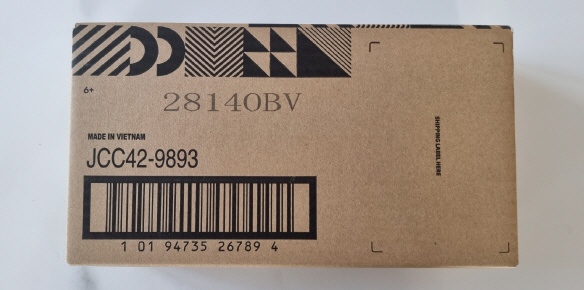 6+
28140BV
MADE IN VIETNAM
JCC42-9893
1 01 94735 26789 4
SHIPPING LABEL HERE